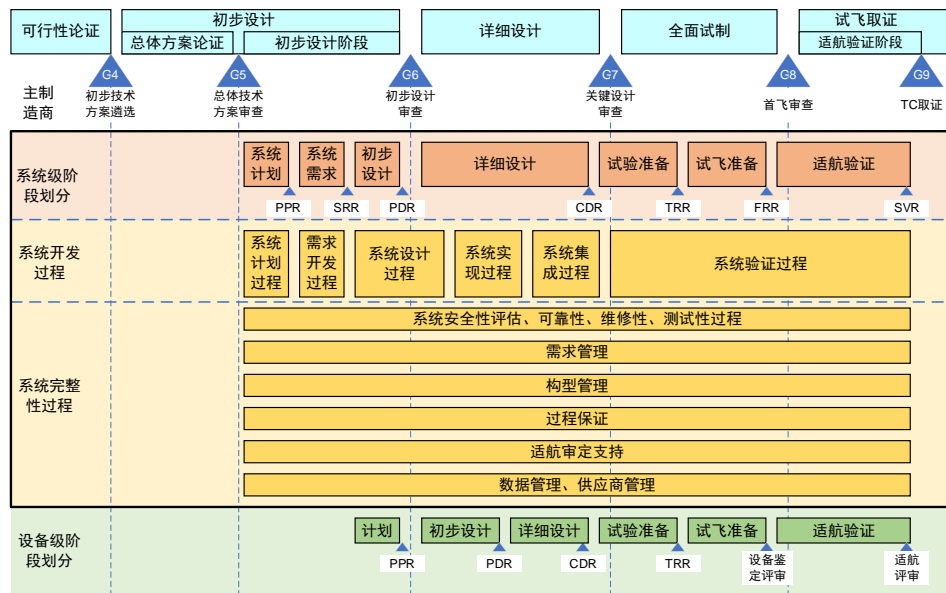 可行性论证
初步设计
详细设计
全面试制
试飞取证
总体方案论证
初步设计阶段
适航验证阶段
主制
造商
G4
初步技术
方案遴选
G5
总体技术
方案审查
G6
初步设计
审查
G7
关键设计
审查
G8
首飞审查
G9
TC取证
系统级阶
段划分
系统
计划
系统
需求
初步
设计
详细设计
试验准备
试飞准备
适航验证
PPR
SRR
PDR
CDR
TRR
FRR
SVR
系统开发
过程
系统
计划
过程
需求
开发
过程
系统设计
过程
系统实
现过程
系统集
成过程
系统验证过程
系统完整
性过程
系统安全性评估、可靠性、维修性、测试性过程
需求管理
构型管理
过程保证
适航审定支持
数据管理、供应商管理
设备级阶
段划分
计划
初步设计
详细设计
试验准备
试飞准备
适航验证
PPR
PDR
CDR
TRR
设备鉴
定评审
适航
评审